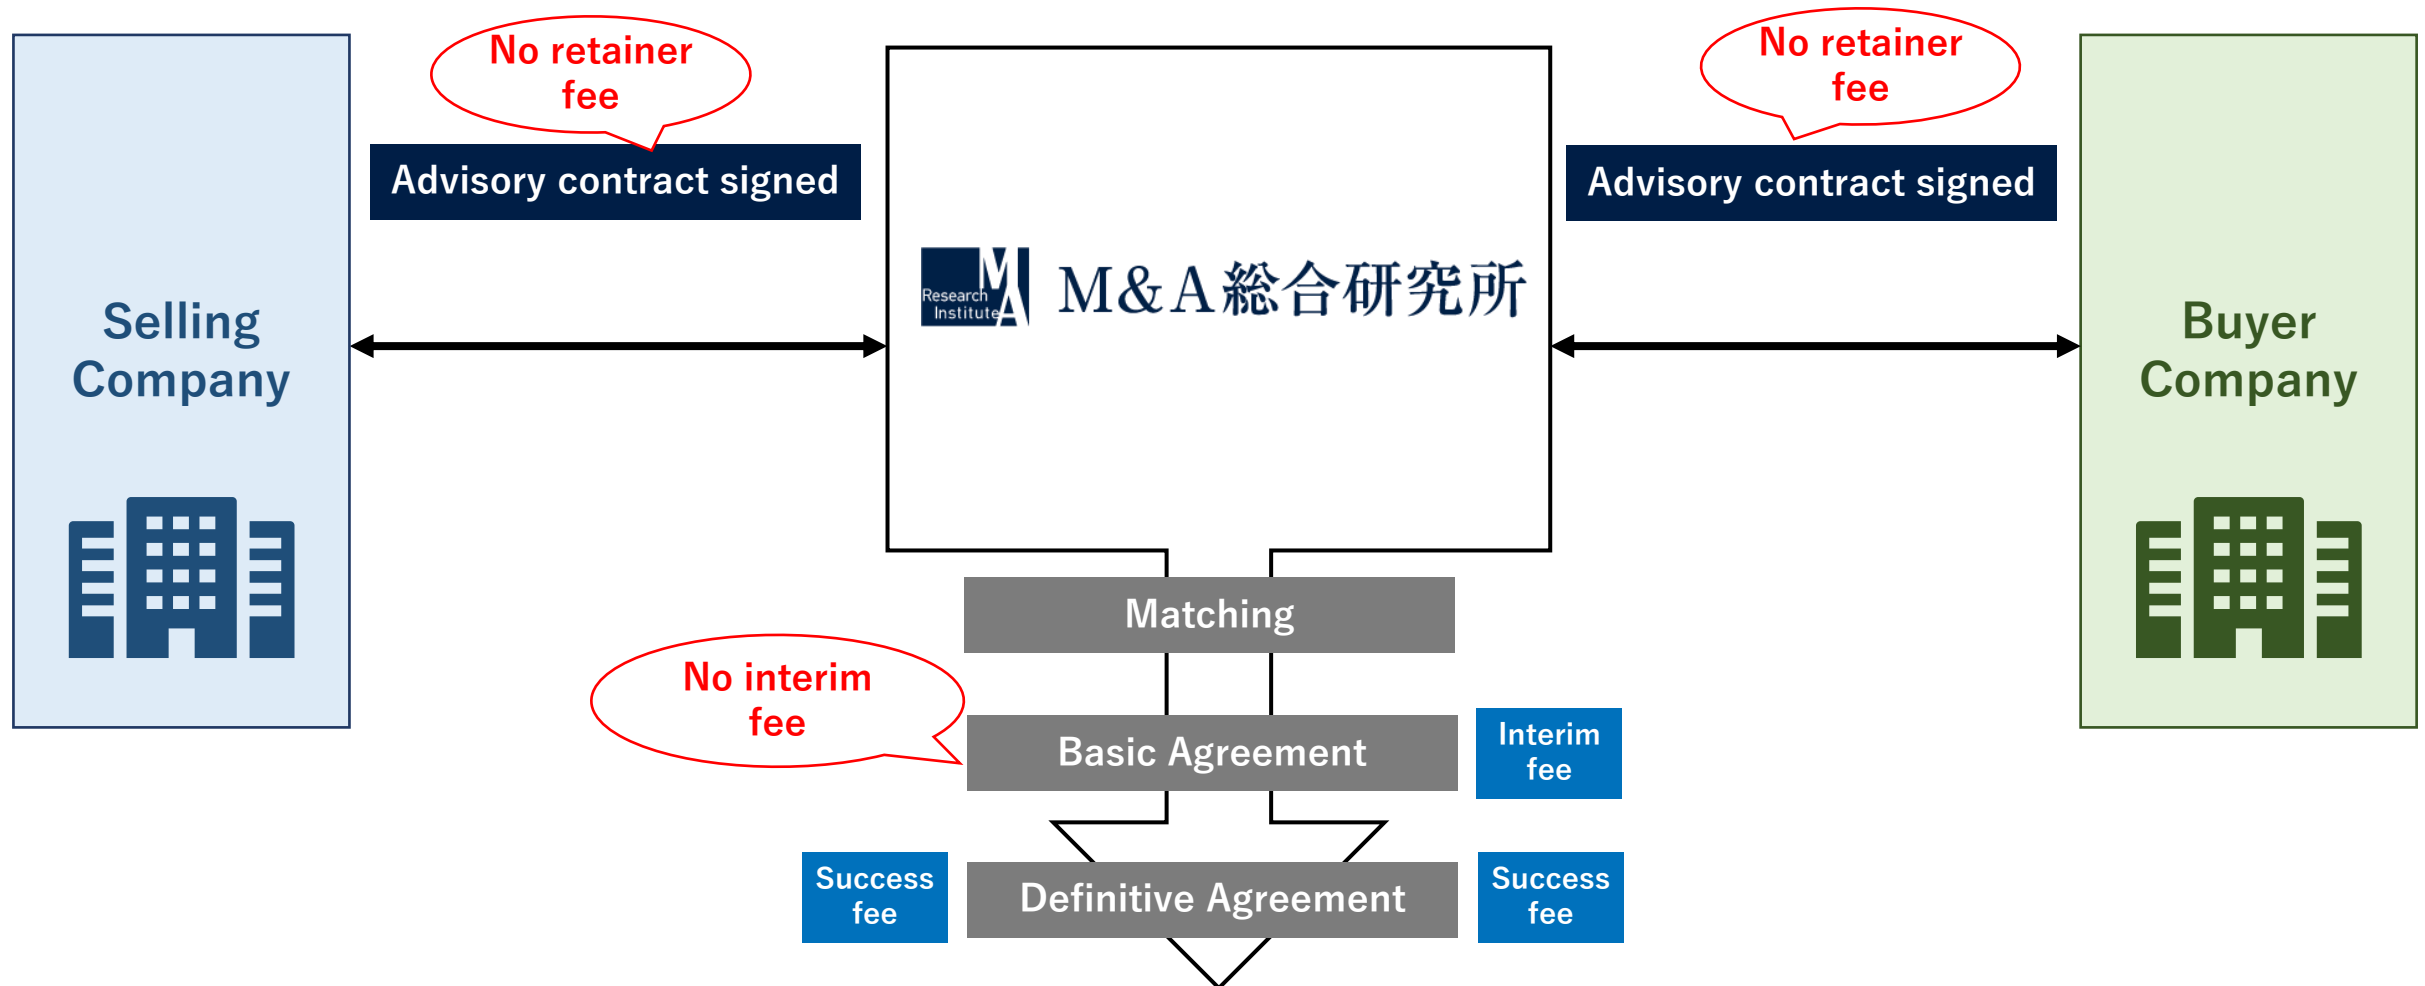 No retainer
fee
No retainer
fee
Advisory contract signed
Advisory contract signed
Research
Institute
MA
M&A総合研究所
Selling
Company
Buyer
Company
Matching
No interim
fee
Basic Agreement
Interim
fee
Success
fee
Definitive Agreement
Success
fee